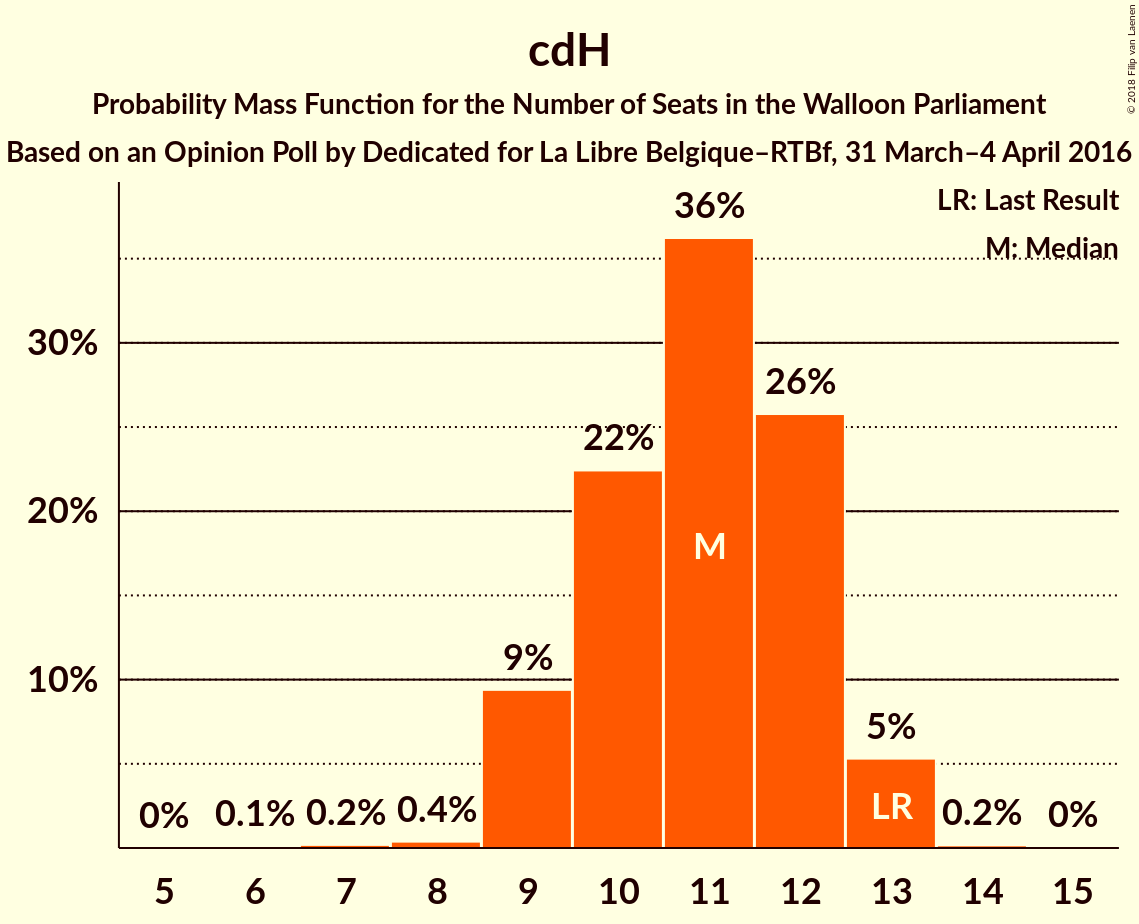 cdH
Probability Mass Function for the Number of Seats in the Walloon Parliament
Based on an Opinion Poll by Dedicated for La Libre Belgique–RTBf, 31 March–4 April 2016
© 2018 Filip van Laenen
LR: Last Result
M: Median
36%
30%
26%
22%
20%
M
10%
9%
5%
LR
0%
0.1%
0.2%
0.4%
0.2%
0%
5 6 7 8 9 10 11 12 13 14 15